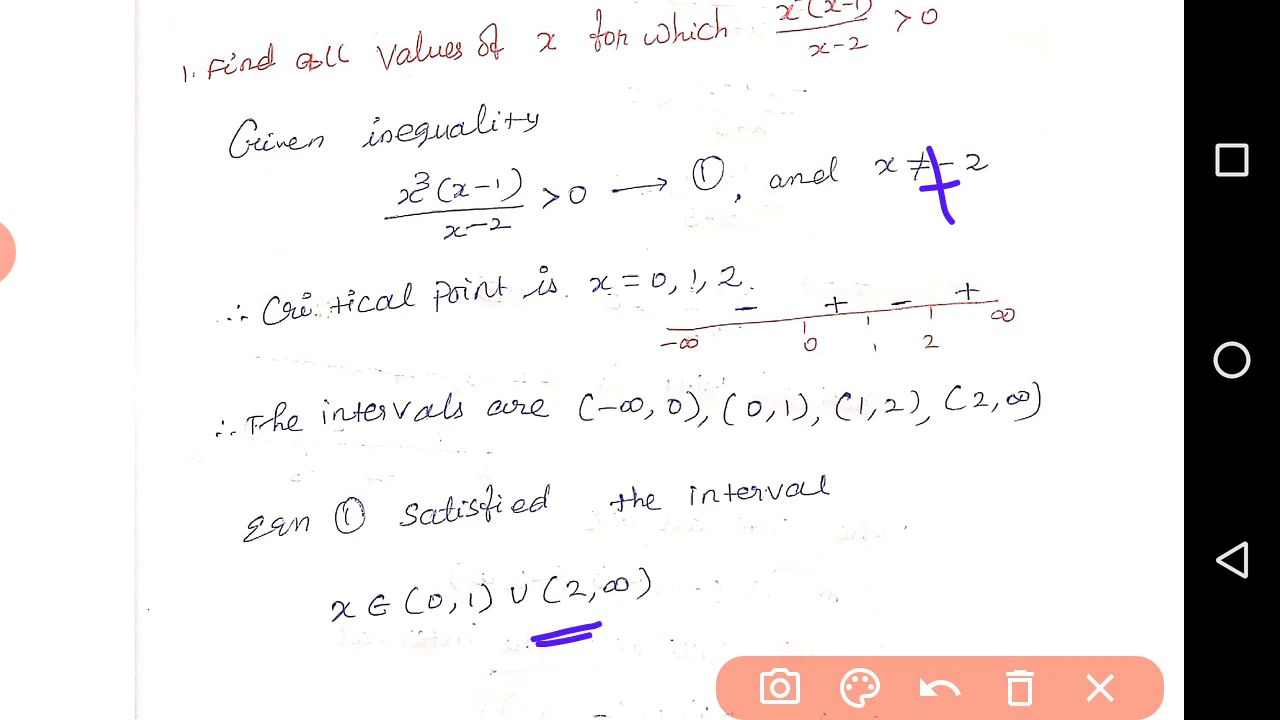 1. Find all values of x for which x³(x-1)/x-2 > 0
Given inequality
x³(x-1)/x-2 > 0 → ①, and x ≠ - 2
∴ Critical point is x = 0, 1, 2.
- + - +
-∞ 0 1 2 ∞
∴ The intervals are (-∞, 0), (0, 1), (1, 2), (2, ∞)
Eqn ① satisfied the interval
x ∈ (0, 1) ∪ (2, ∞)